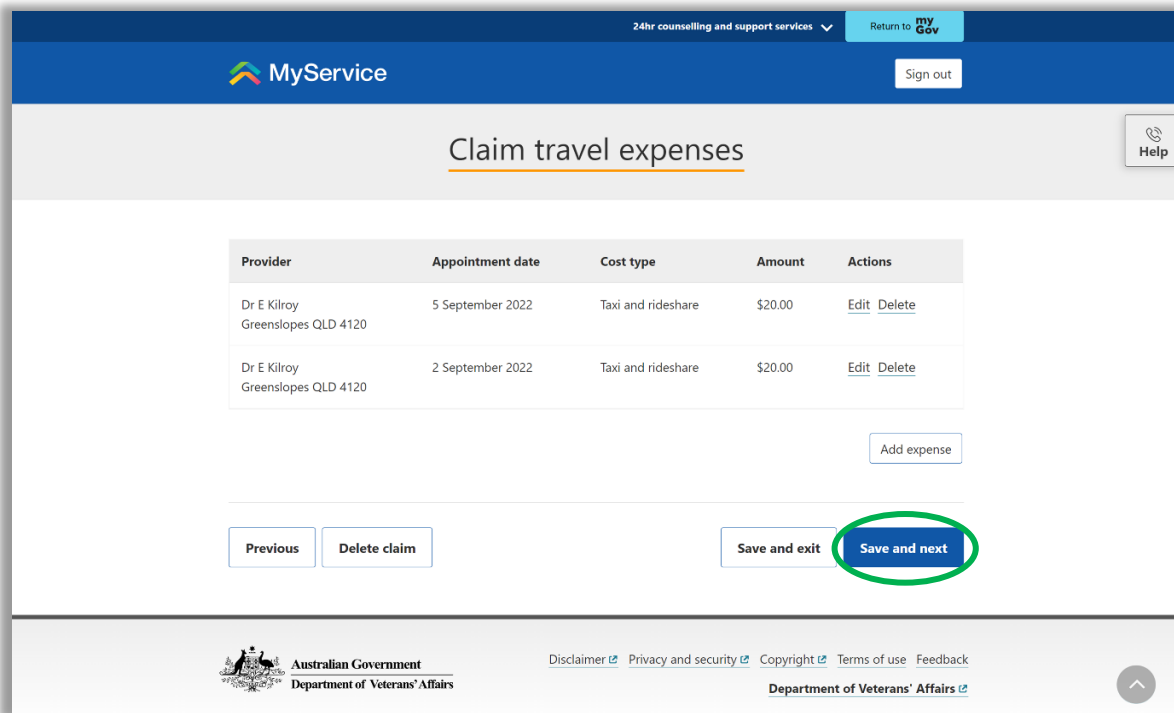 24hr counselling and support services
Return to my Gov
MyService
Sign out
Help
Claim travel expenses
Provider Appointment date Cost type Amount Actions
Dr E Kilroy 5 September 2022 Taxi and rideshare $20.00 Edit Delete
Greenslopes QLD 4120
Dr E Kilroy 2 September 2022 Taxi and rideshare $20.00 Edit Delete
Greenslopes QLD 4120
Add expense
Previous Delete claim Save and exit Save and next
Australian Government
Department of Veterans' Affairs
Disclaimer Privacy and security Copyright Terms of use Feedback
Department of Veterans' Affairs